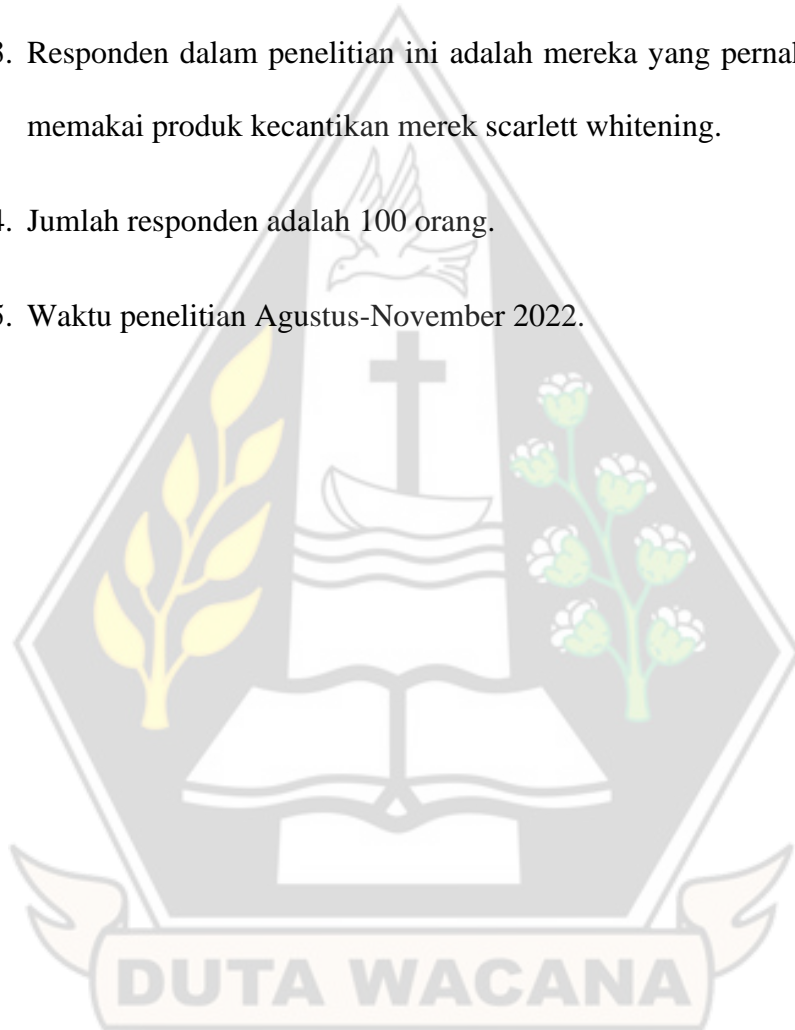 3. Responden dalam penelitian ini adalah mereka yang pernah
memakai produk kecantikan merek scarlett whitening.
4. Jumlah responden adalah 100 orang.
5. Waktu penelitian Agustus-November 2022.
DUTA WACANA